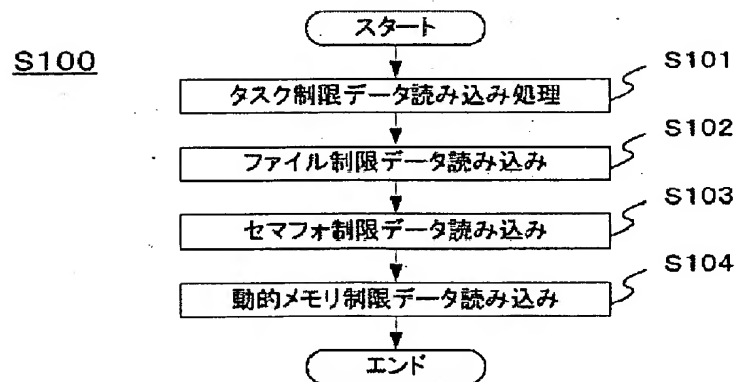 スタート
S100
S101
タスク制限データ読み込み処理
S102
ファイル制限データ読み込み
S103
セマフォ制限データ読み込み
S104
動的メモリ制限データ読み込み
エンド